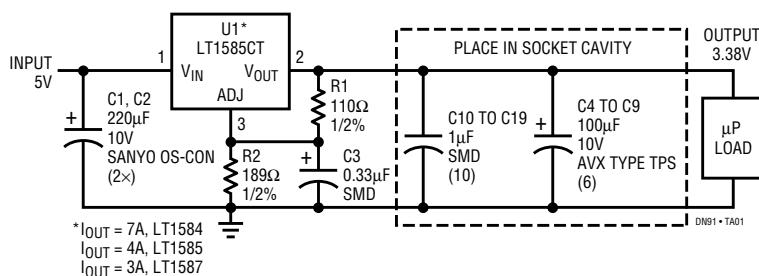 INPUT
5V
C1, C2
220µF
10V
SANYO OS-CON
(2×)
+
1
U1*
LT1585CT
VIN
VOUT
ADJ
2
3
R1
110Ω
1/2%
R2
189Ω
1/2%
+
C3
0.33µF
SMD
PLACE IN SOCKET CAVITY
C10 TO C19
1µF
SMD
(10)
+
C4 TO C9
100µF
10V
AVX TYPE TPS
(6)
OUTPUT
3.38V
µP
LOAD
DN91 • TA01
*IOUT = 7A, LT1584
IOUT = 4A, LT1585
IOUT = 3A, LT1587